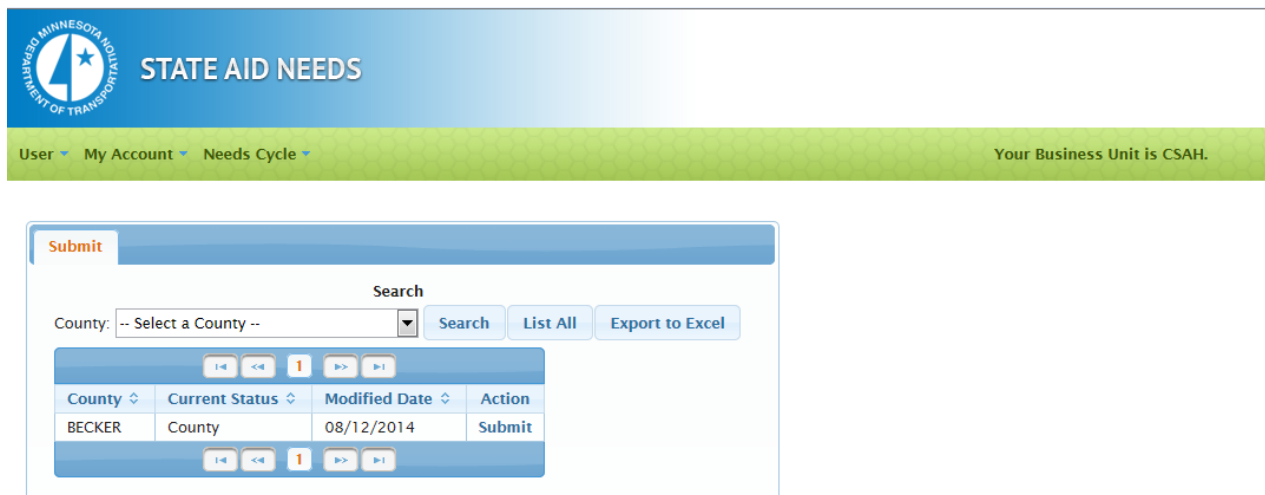 MINNESOTA DEPARTMENT OF TRANSPORTATION
STATE AID NEEDS
User My Account Needs Cycle Your Business Unit is CSAH.
Submit
Search
County: -- Select a County -- Search List All Export to Excel
1
County Current Status Modified Date Action
BECKER County 08/12/2014 Submit
1